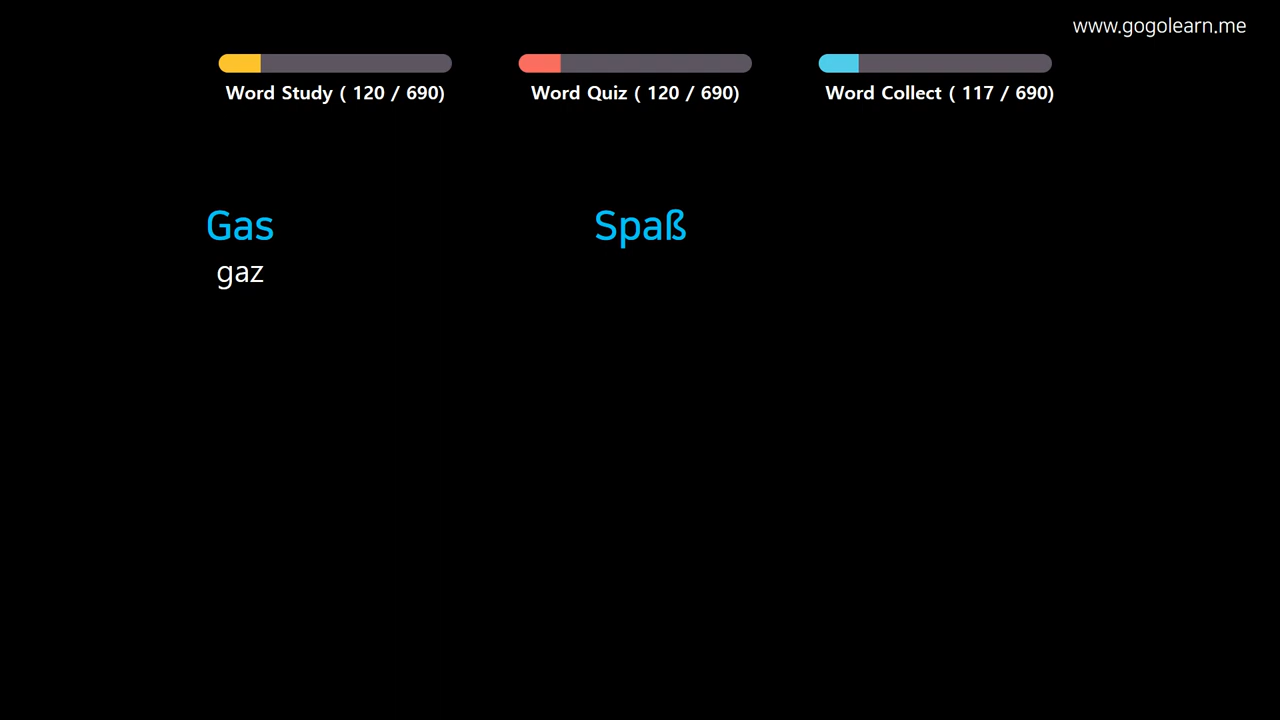 www.gogolearn.me
Word Study ( 120 / 690)
Word Quiz ( 120 / 690)
Word Collect ( 117 / 690)
Gas
Spaß
gaz